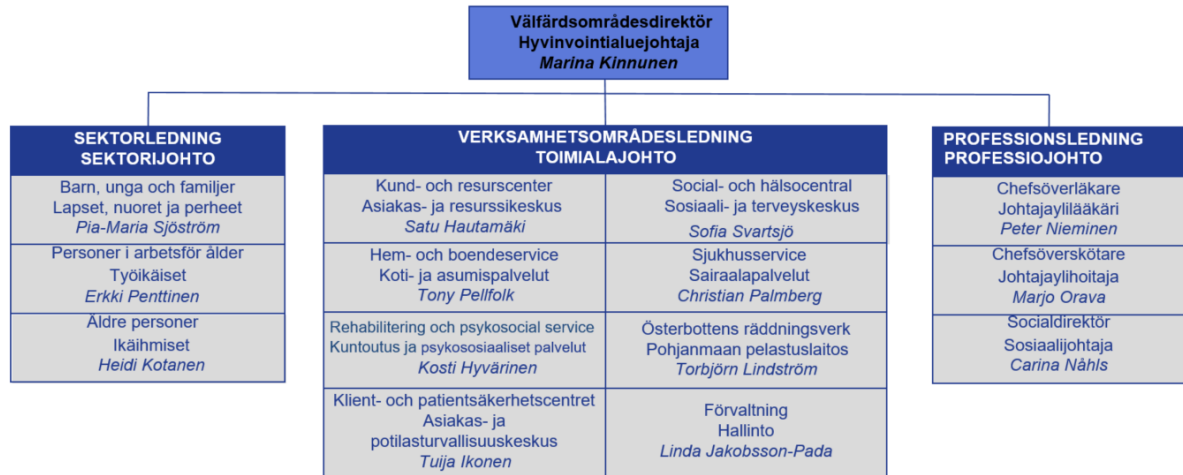 Välfärdsområdesdirektör
Hyvinvointialuejohtaja
Marina Kinnunen
SEKTORLEDNING
SEKTORIJOHTO
Barn, unga och familjer
Lapset, nuoret ja perheet
Pia-Maria Sjöström
Personer i arbetsför ålder
Työikäiset
Erkki Penttinen
Äldre personer
Ikäihmiset
Heidi Kotanen
VERKSAMHETSOMRÅDESLEDNING
TOIMIALAJOHTO
Kund- och resurscenter
Asiakas- ja resurssikeskus
Satu Hautamäki
Social- och hälsocentral
Sosiaali- ja terveyskeskus
Sofia Svartsjö
Hem- och boendeservice
Koti- ja asumispalvelut
Tony Pellfolk
Sjukhusservice
Sairaalapalvelut
Christian Palmberg
Rehabilitering och psykosocial service
Kuntoutus ja psykososiaaliset palvelut
Kosti Hyvärinen
Österbottens räddningsverk
Pohjanmaan pelastuslaitos
Torbjörn Lindström
Klient- och patientsäkerhetscentret
Asiakas- ja
potilasturvallisuuskeskus
Tuija Ikonen
Förvaltning
Hallinto
Linda Jakobsson-Pada
PROFESSIONSLEDNING
PROFESSIOJOHTO
Chefsöverläkare
Johtajaylilääkäri
Peter Nieminen
Chefsöverskötare
Johtajaylihoitaja
Marjo Orava
Socialdirektör
Sosiaalijohtaja
Carina Nåhls